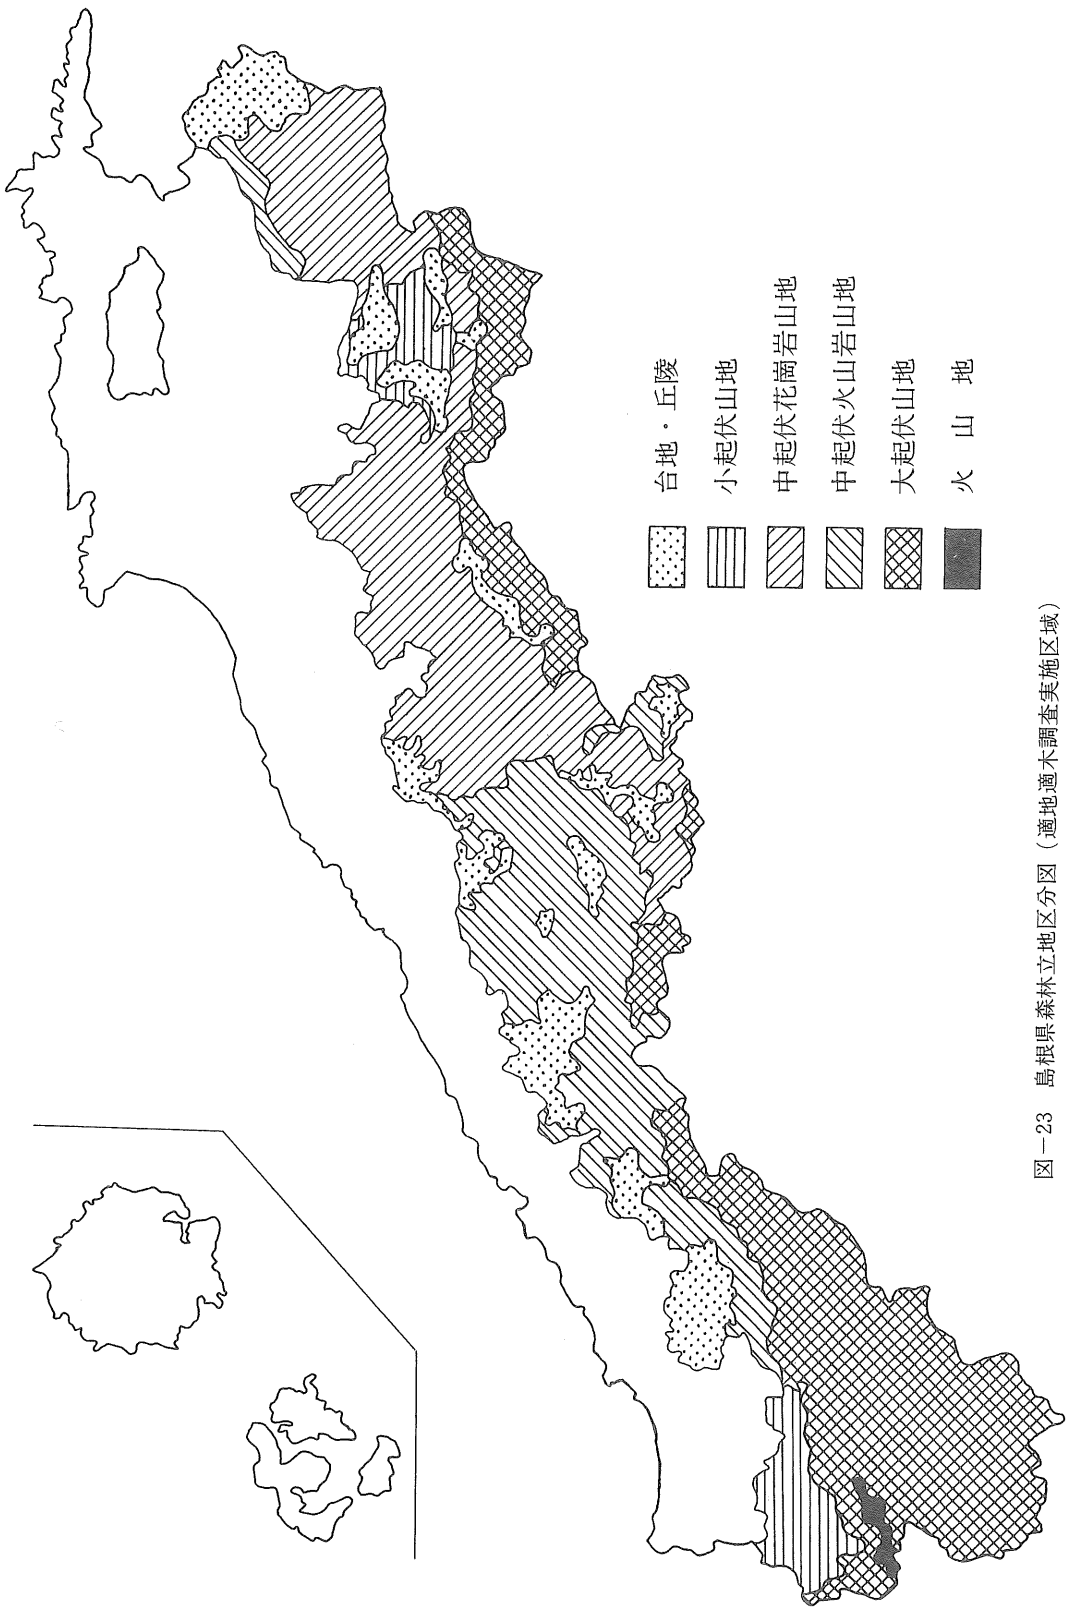 台地・丘陵
小起伏山地
中起伏花崗岩山地
中起伏火山岩山地
大起伏山地
火山地
図－23 島根県森林立地区分図（適地適木調査実施区域）